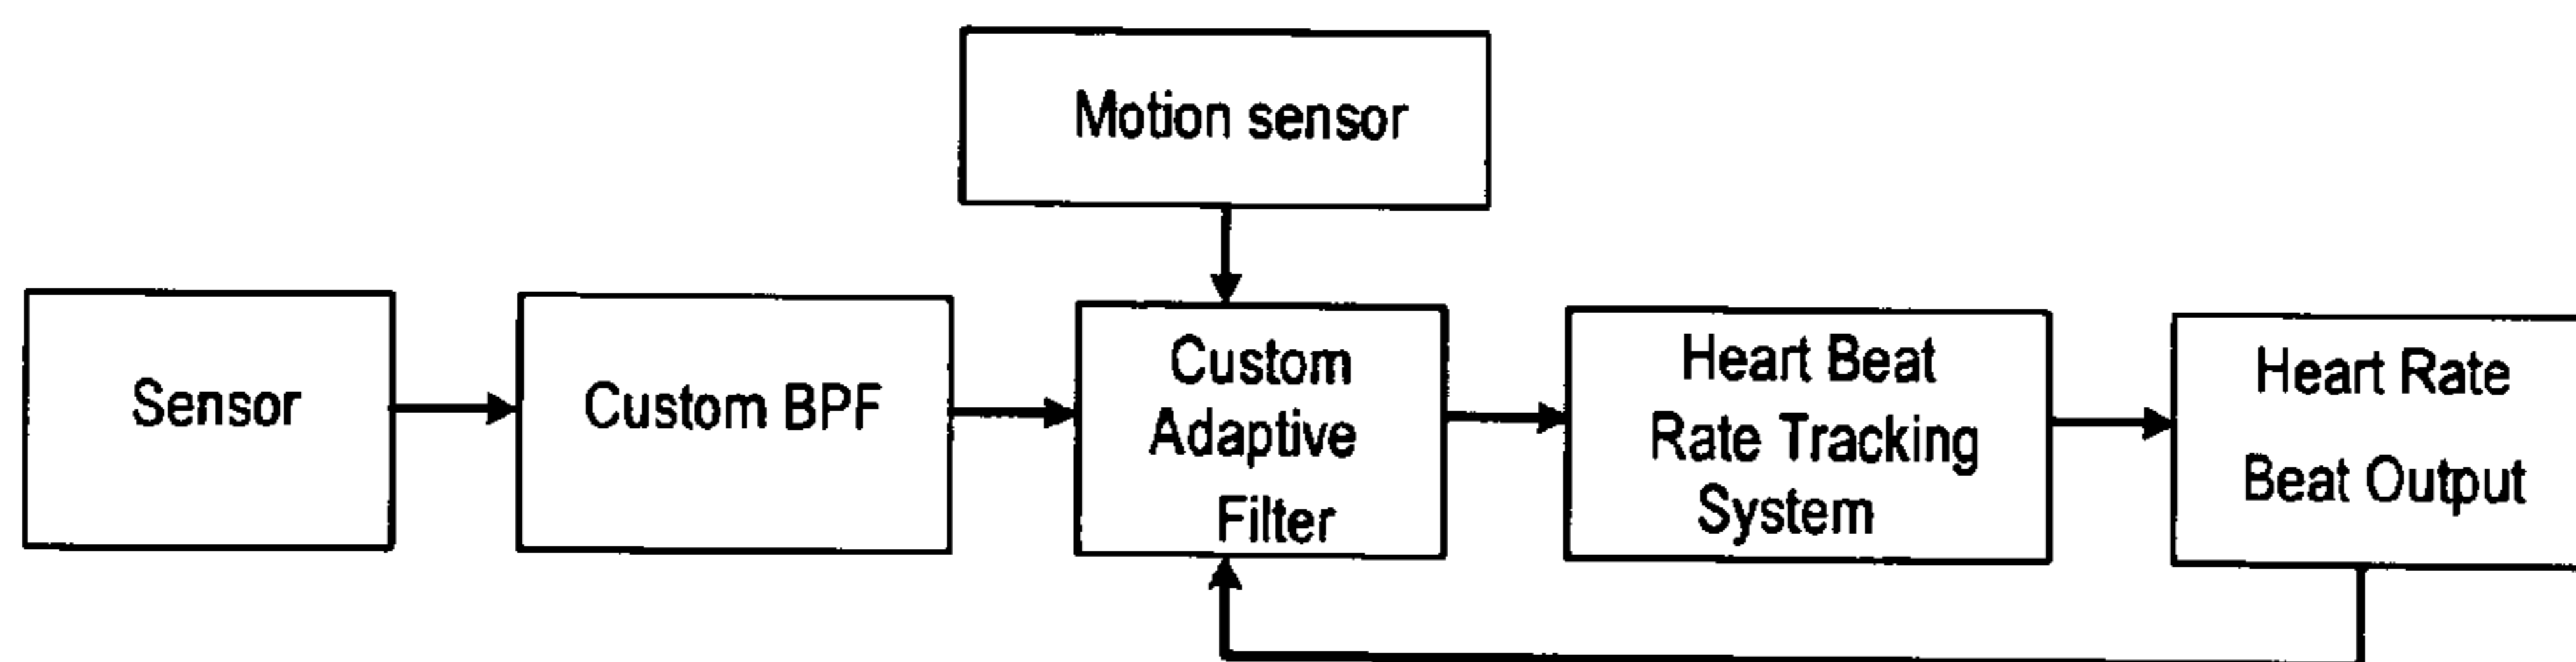 Motion sensor
Sensor
Custom BPF
Custom
Adaptive
Filter
Heart Beat
Rate Tracking
System
Heart Rate
Beat Output